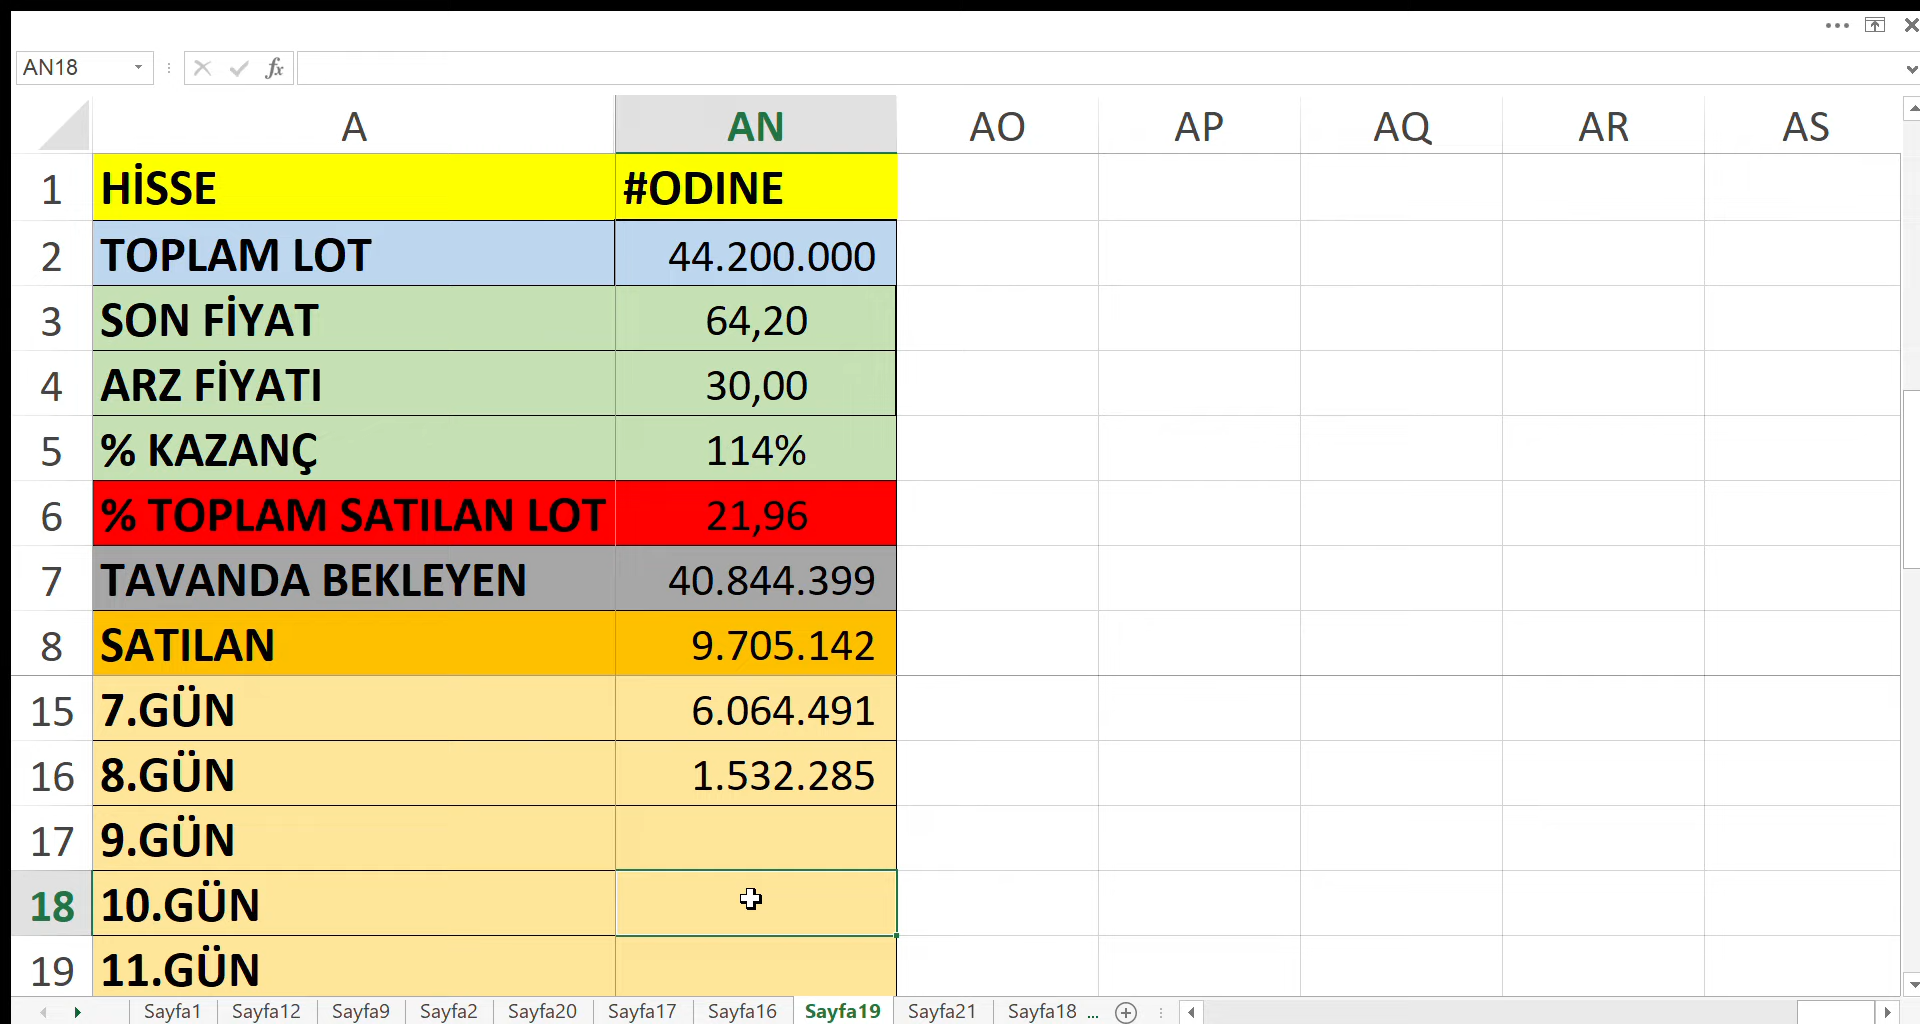 AN18 fx
A AN AO AP AQ AR AS
1 HİSSE #ODINE
2 TOPLAM LOT 44.200.000
3 SON FİYAT 64,20
4 ARZ FİYATI 30,00
5 % KAZANÇ 114%
6 % TOPLAM SATILAN LOT 21,96
7 TAVANDA BEKLEYEN 40.844.399
8 SATILAN 9.705.142
15 7.GÜN 6.064.491
16 8.GÜN 1.532.285
17 9.GÜN
18 10.GÜN
19 11.GÜN
Sayfa1 Sayfa12 Sayfa9 Sayfa2 Sayfa20 Sayfa17 Sayfa16 Sayfa19 Sayfa21 Sayfa18 ...